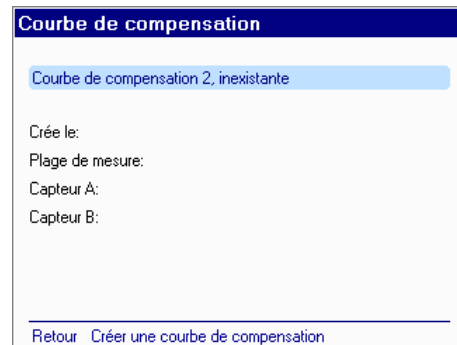 Courbe de compensation
Courbe de compensation 2, inexistante
Crée le:
Plage de mesure:
Capteur A:
Capteur B:
Retour Créer une courbe de compensation